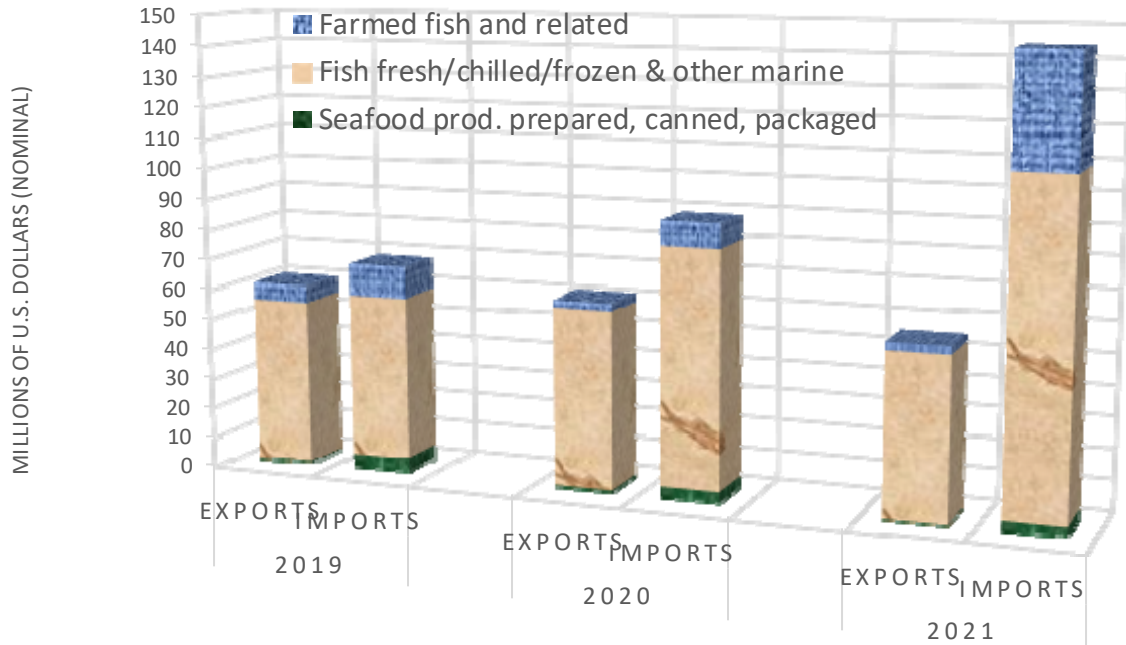 MILLIONS OF U.S. DOLLARS (NOMINAL)
150
140
130
120
110
100
90
80
70
60
50
40
30
20
10
0
Farmed fish and related
Fish fresh/chilled/frozen & other marine
Seafood prod. prepared, canned, packaged
EXPORTS IMPORTS
2019
EXPORTS IMPORTS
2020
EXPORTS IMPORTS
2021